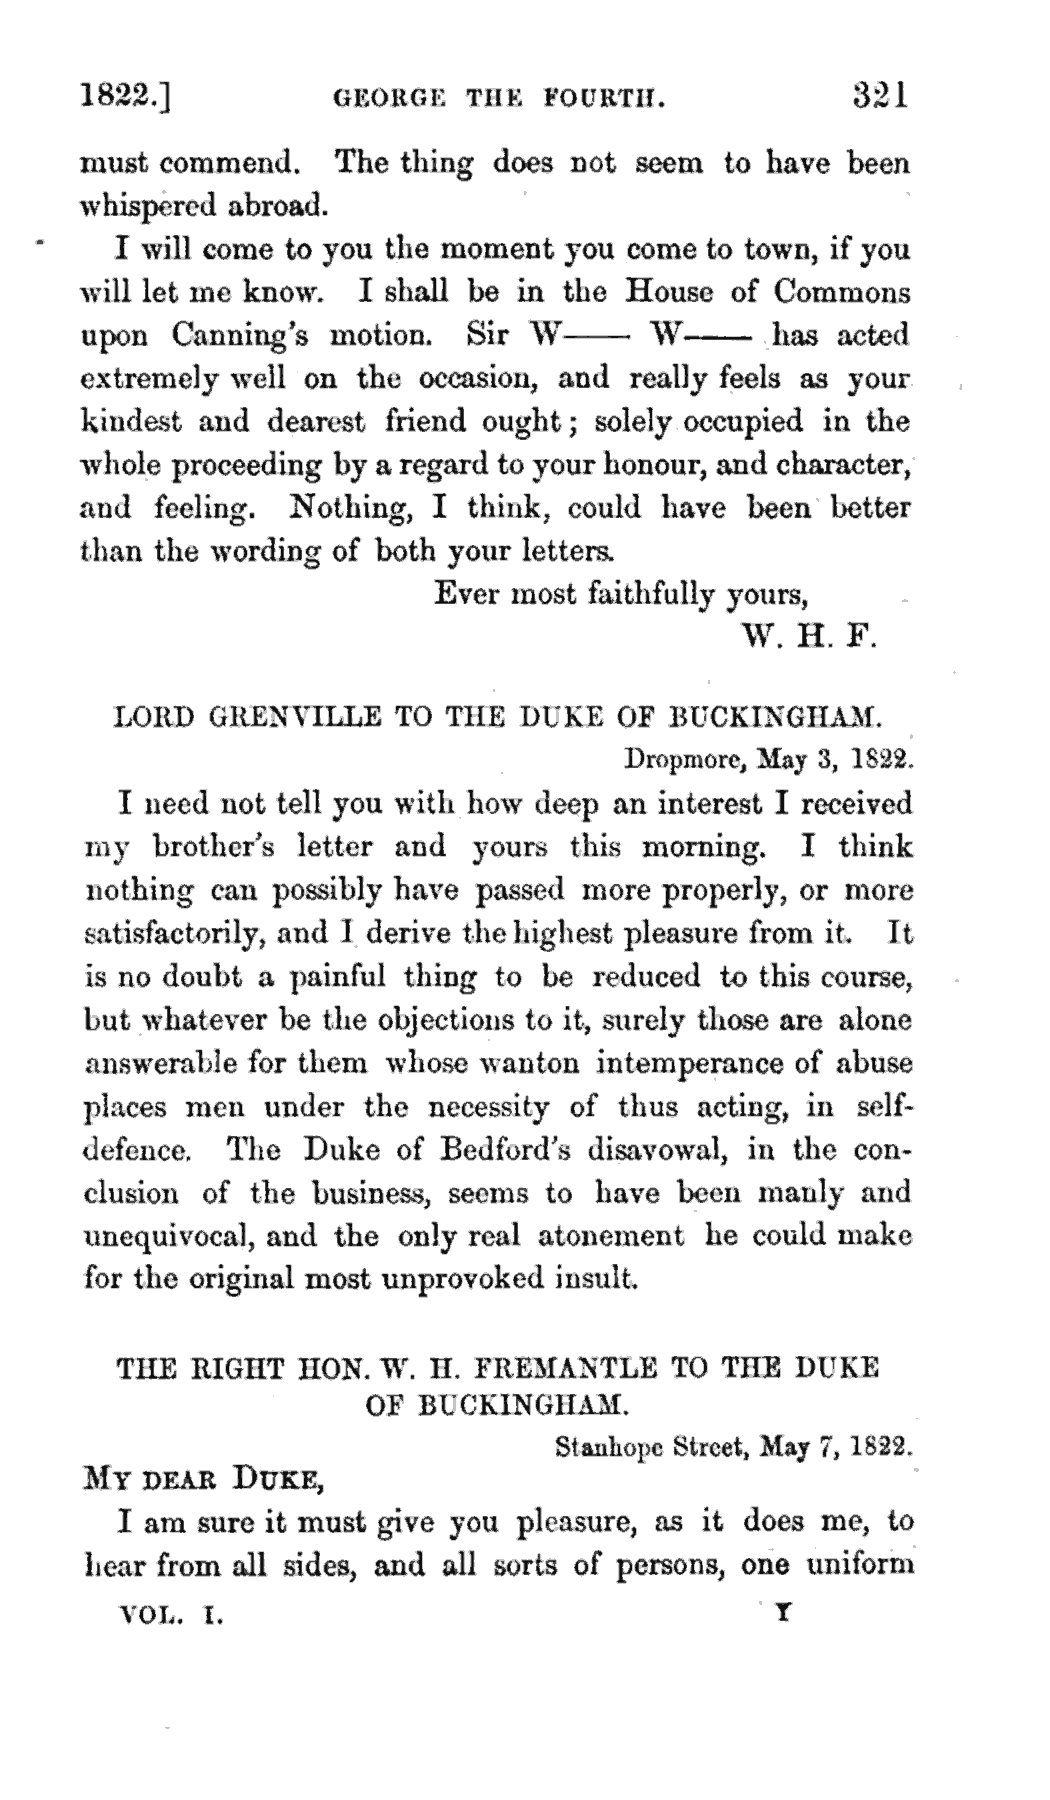 1822.] GEORGE THE FOURTH. 321
must commend. The thing does not seem to have been
whispered abroad.
I will come to you the moment you come to town, if you
will let me know. I shall be in the House of Commons
upon Canning's motion. Sir W—— W—— has acted
extremely well on the occasion, and really feels as your
kindest and dearest friend ought; solely occupied in the
whole proceeding by a regard to your honour, and character,
and feeling. Nothing, I think, could have been better
than the wording of both your letters.
Ever most faithfully yours,
W. H. F.
LORD GRENVILLE TO THE DUKE OF BUCKINGHAM.
Dropmore, May 3, 1822.
I need not tell you with how deep an interest I received
my brother's letter and yours this morning. I think
nothing can possibly have passed more properly, or more
satisfactorily, and I derive the highest pleasure from it. It
is no doubt a painful thing to be reduced to this course,
but whatever be the objections to it, surely those are alone
answerable for them whose wanton intemperance of abuse
places men under the necessity of thus acting, in self-
defence. The Duke of Bedford's disavowal, in the con-
clusion of the business, seems to have been manly and
unequivocal, and the only real atonement he could make
for the original most unprovoked insult.
THE RIGHT HON. W. H. FREMANTLE TO THE DUKE
OF BUCKINGHAM.
Stanhope Street, May 7, 1822.
MY DEAR DUKE,
I am sure it must give you pleasure, as it does me, to
hear from all sides, and all sorts of persons, one uniform
VOL. I. Y